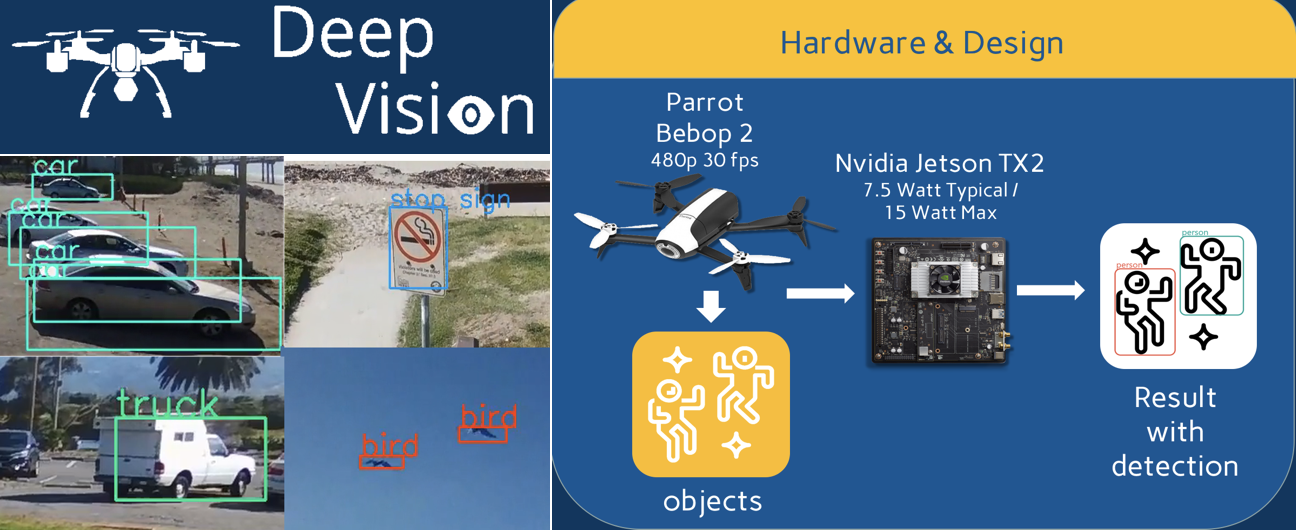 Deep
Vision
car
car
car
car
car
stop sign
truck
bird
bird
Hardware & Design
Parrot
Bebop 2
480p 30 fps
Nvidia Jetson TX2
7.5 Watt Typical /
15 Watt Max
person
person
objects
Result
with
detection